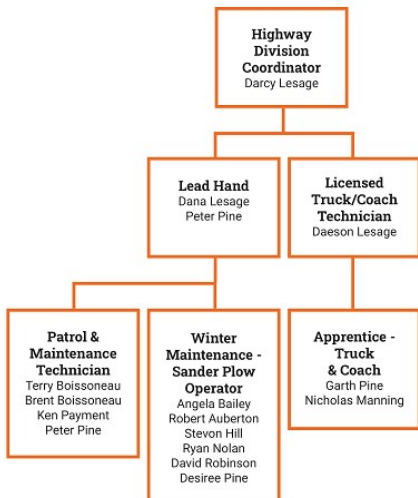 Highway
Division
Coordinator
Darcy Lesage
Lead Hand
Dana Lesage
Peter Pine
Licensed
Truck/Coach
Technician
Daeson Lesage
Patrol &
Maintenance
Technician
Terry Boissoneau
Brent Boissoneau
Ken Payment
Peter Pine
Winter
Maintenance -
Sander Plow
Operator
Angela Bailey
Robert Auberton
Stevon Hill
Ryan Nolan
David Robinson
Desiree Pine
Apprentice -
Truck
& Coach
Garth Pine
Nicholas Manning